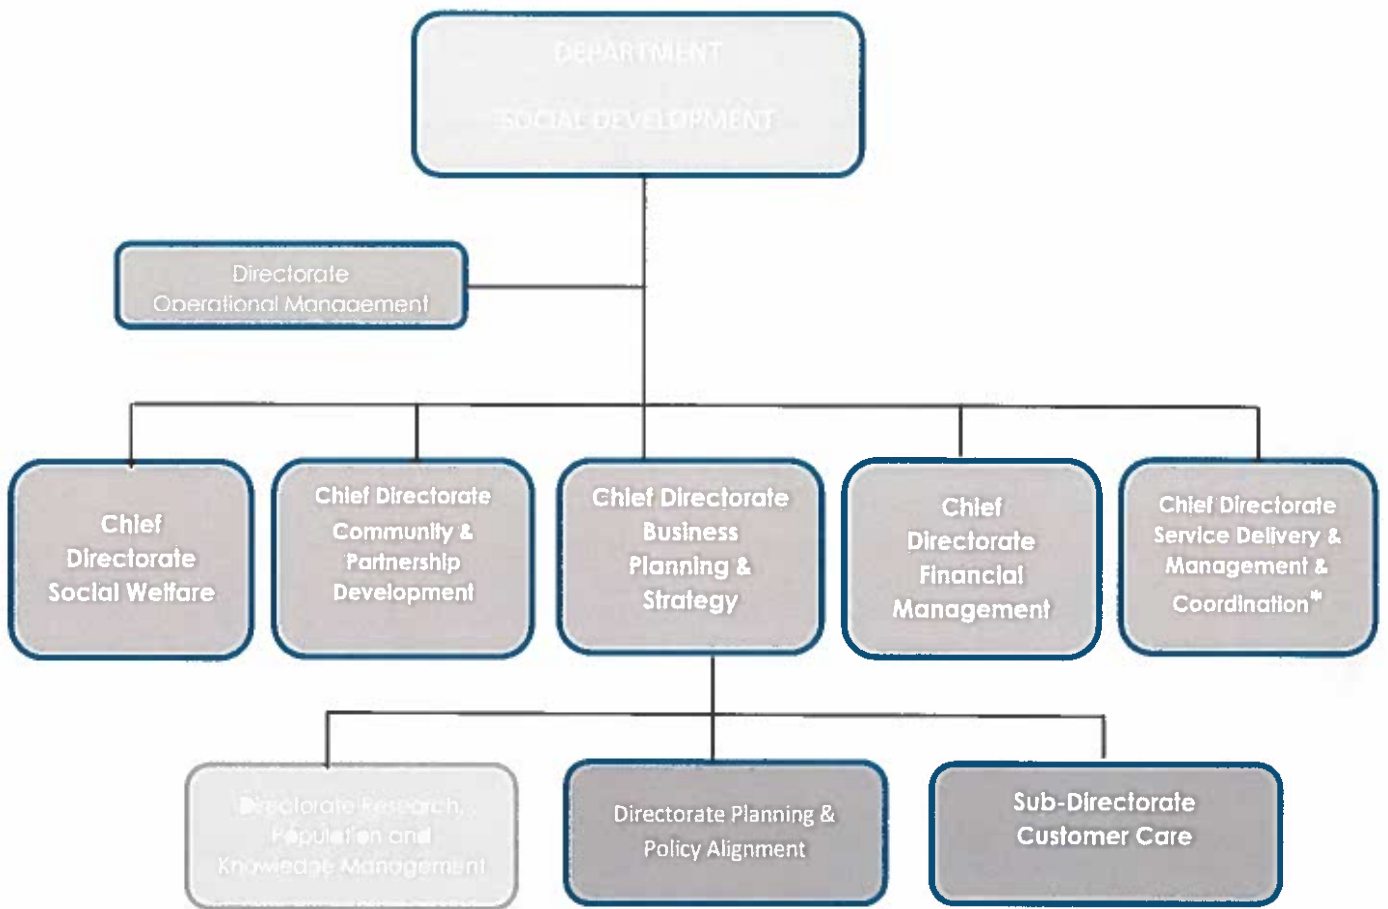 DEPARTMENT
SOCIAL DEVELOPMENT
Directorate
Operational Management
Chief
Directorate
Social Welfare
Chief Directorate
Community &
Partnership
Development
Chief Directorate
Business
Planning &
Strategy
Chief
Directorate
Financial
Management
Chief Directorate
Service Delivery &
Management &
Coordination*
Directorate Research,
Population and
Knowledge Management
Directorate Planning &
Policy Alignment
Sub-Directorate
Customer Care